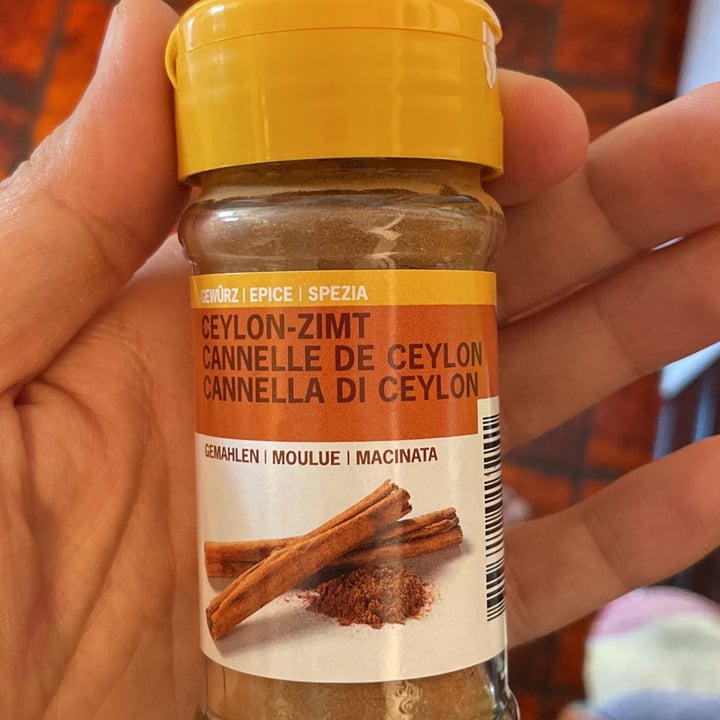 GEWÜRZ | EPICE | SPEZIA
CEYLON-ZIMT
CANNELLE DE CEYLON
CANNELLA DI CEYLON
GEMAHLEN | MOULUE | MACINATA